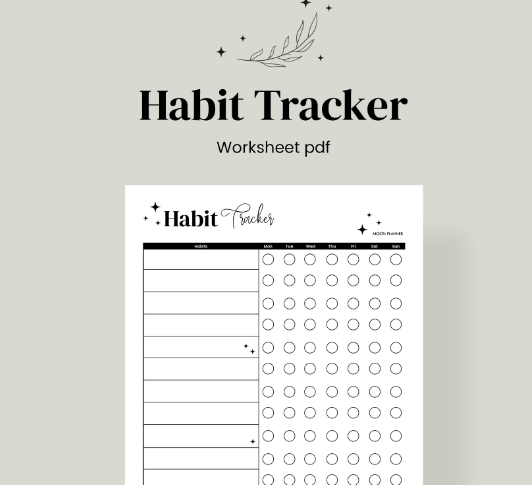 Habit Tracker
Worksheet pdf
Habit Tracker
MOON PLANNER
Habits Mon Tue Wed Thu Fri Sat Sun